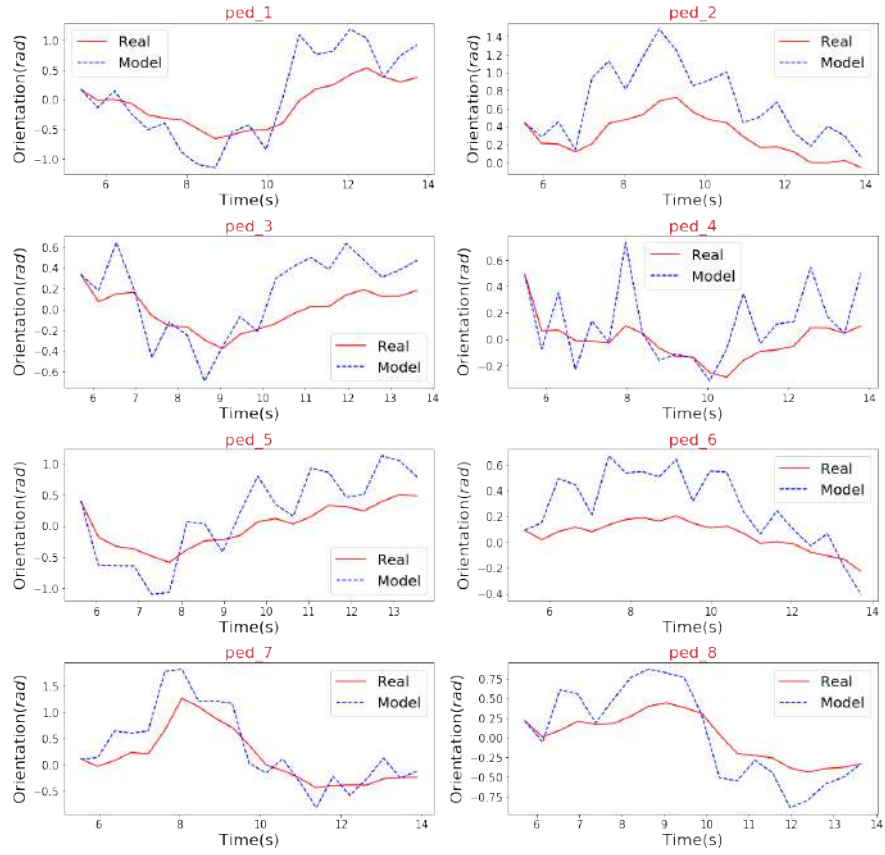 ped_1
Orientation(rad)
1.0
0.5
0.0
−0.5
−1.0
Real
Model
6 8 10 12 14
Time(s)
ped_2
Orientation(rad)
1.4
1.2
1.0
0.8
0.6
0.4
0.2
0.0
Real
Model
6 7 8 9 10 11 12 13 14
Time(s)
ped_3
Orientation(rad)
0.6
0.4
0.2
0.0
−0.2
−0.4
−0.6
Real
Model
6 7 8 9 10 11 12 13 14
Time(s)
ped_4
Orientation(rad)
0.6
0.4
0.2
0.0
−0.2
Real
Model
6 8 10 12 14
Time(s)
ped_5
Orientation(rad)
1.0
0.5
0.0
−0.5
−1.0
Real
Model
6 7 8 9 10 11 12 13
Time(s)
ped_6
Orientation(rad)
0.6
0.4
0.2
0.0
−0.2
−0.4
Real
Model
6 8 10 12 14
Time(s)
ped_7
Orientation(rad)
1.5
1.0
0.5
0.0
−0.5
Real
Model
6 8 10 12 14
Time(s)
ped_8
Orientation(rad)
0.75
0.50
0.25
0.00
−0.25
−0.50
−0.75
Real
Model
6 7 8 9 10 11 12 13 14
Time(s)